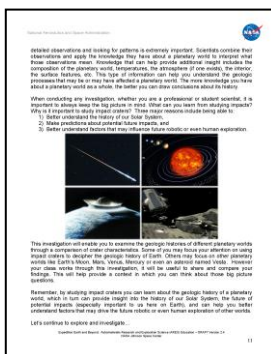 National Aeronautics and Space Administration
NASA
detailed observations and looking for patterns is extremely important. Scientists combine their
observations and apply the knowledge they have about a planetary world to interpret what
those observations mean. Knowledge that can help provide additional insight includes the
composition of the planetary world, temperatures, the atmosphere (if one exists), the interior,
the surface features, etc. This type of information can help you understand the geologic
processes that may be or may have affected a planetary world. The more knowledge you have
about a planetary world as a whole, the better you can draw conclusions about its history.
When conducting any investigation, whether you are a professional or student scientist, it is
important to always keep the big picture in mind. What can you learn from studying impacts?
Why is it important to study impact craters? Three major reasons include being able to:
1) Better understand the history of our Solar System,
2) Make predictions about potential future impacts, and
3) Better understand factors that may influence future robotic or even human exploration.
This investigation will enable you to examine the geologic histories of different planetary worlds
through a comparison of crater data. Some of you may focus your attention on using
impact craters to decipher the geologic history of Earth. Others may focus on other planetary
worlds like Earth's Moon, Mars, Venus, Mercury or even an asteroid named Vesta. However
your class works through this investigation, it will be useful to share and compare your
findings. This will help provide a context in which you can think about those big picture
questions.
Remember, by studying impact craters you can learn about the geologic history of a planetary
world, which in turn can provide insight into the history of our Solar System, the future of
potential impacts (especially important to us here on Earth), and can help you better
understand factors that may drive the future robotic or even human exploration of other worlds.
Let's continue to explore and investigate...
11